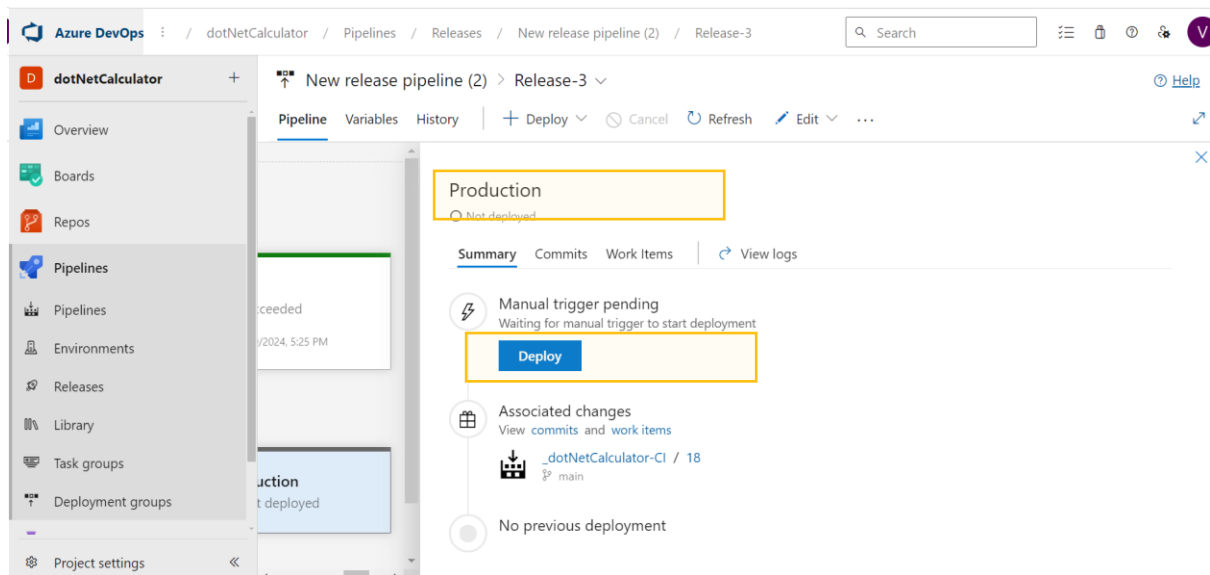 Azure DevOps / dotNetCalculator / Pipelines / Releases / New release pipeline (2) / Release-3 Search V
D dotNetCalculator +
New release pipeline (2) > Release-3
Help
Pipeline Variables History + Deploy Cancel Refresh Edit ...
Overview
Boards
Repos
Pipelines
Pipelines
Environments
Releases
Library
Task groups
Deployment groups
Project settings
ceeded
/2024, 5:25 PM
uction
t deployed
Production
Not deployed
Summary Commits Work Items View logs
Manual trigger pending
Waiting for manual trigger to start deployment
Deploy
Associated changes
View commits and work items
_dotNetCalculator-CI / 18
main
No previous deployment